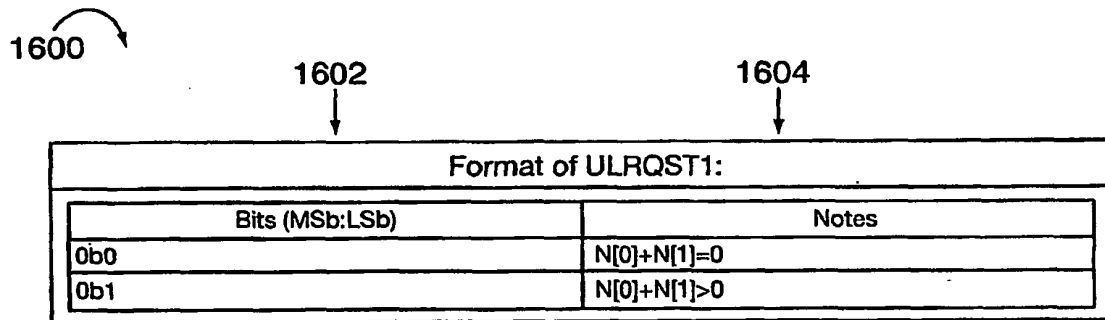 1600
1602
1604
Format of ULRQST1:
Bits (MSb:LSb) Notes
0b0 N[0]+N[1]=0
0b1 N[0]+N[1]>0